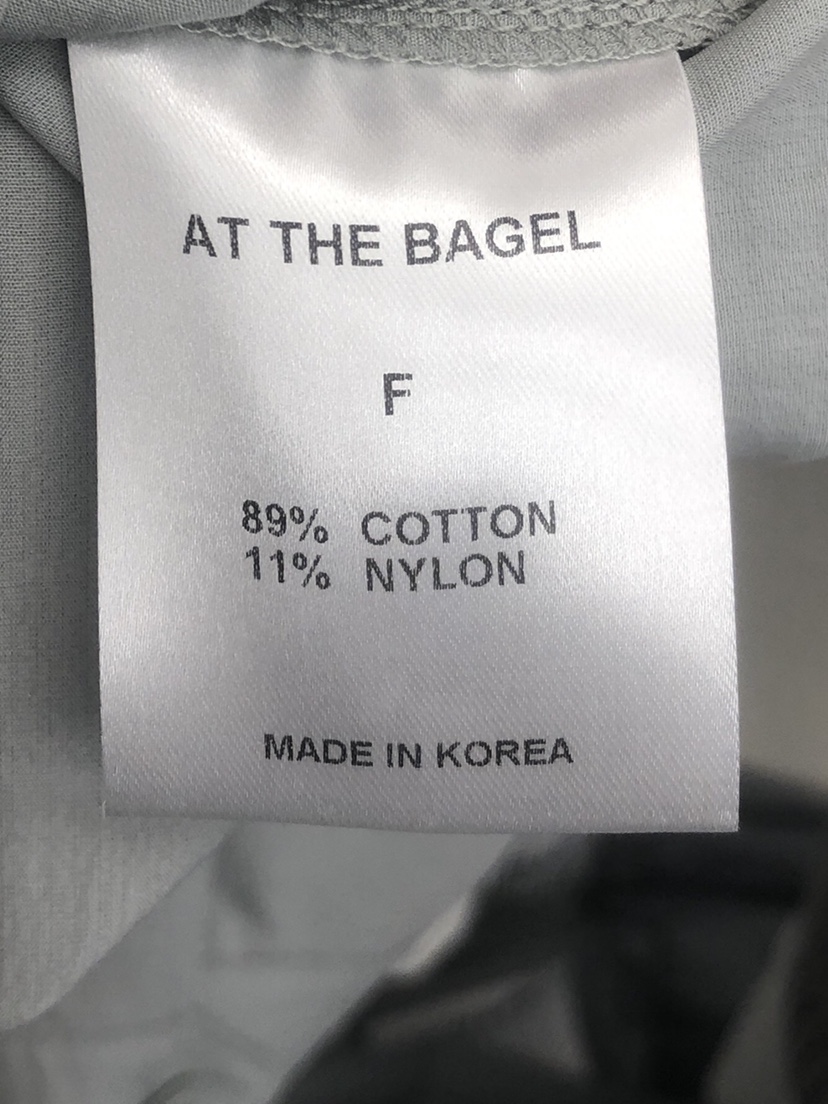 AT THE BAGEL
F
89% COTTON
11% NYLON
MADE IN KOREA